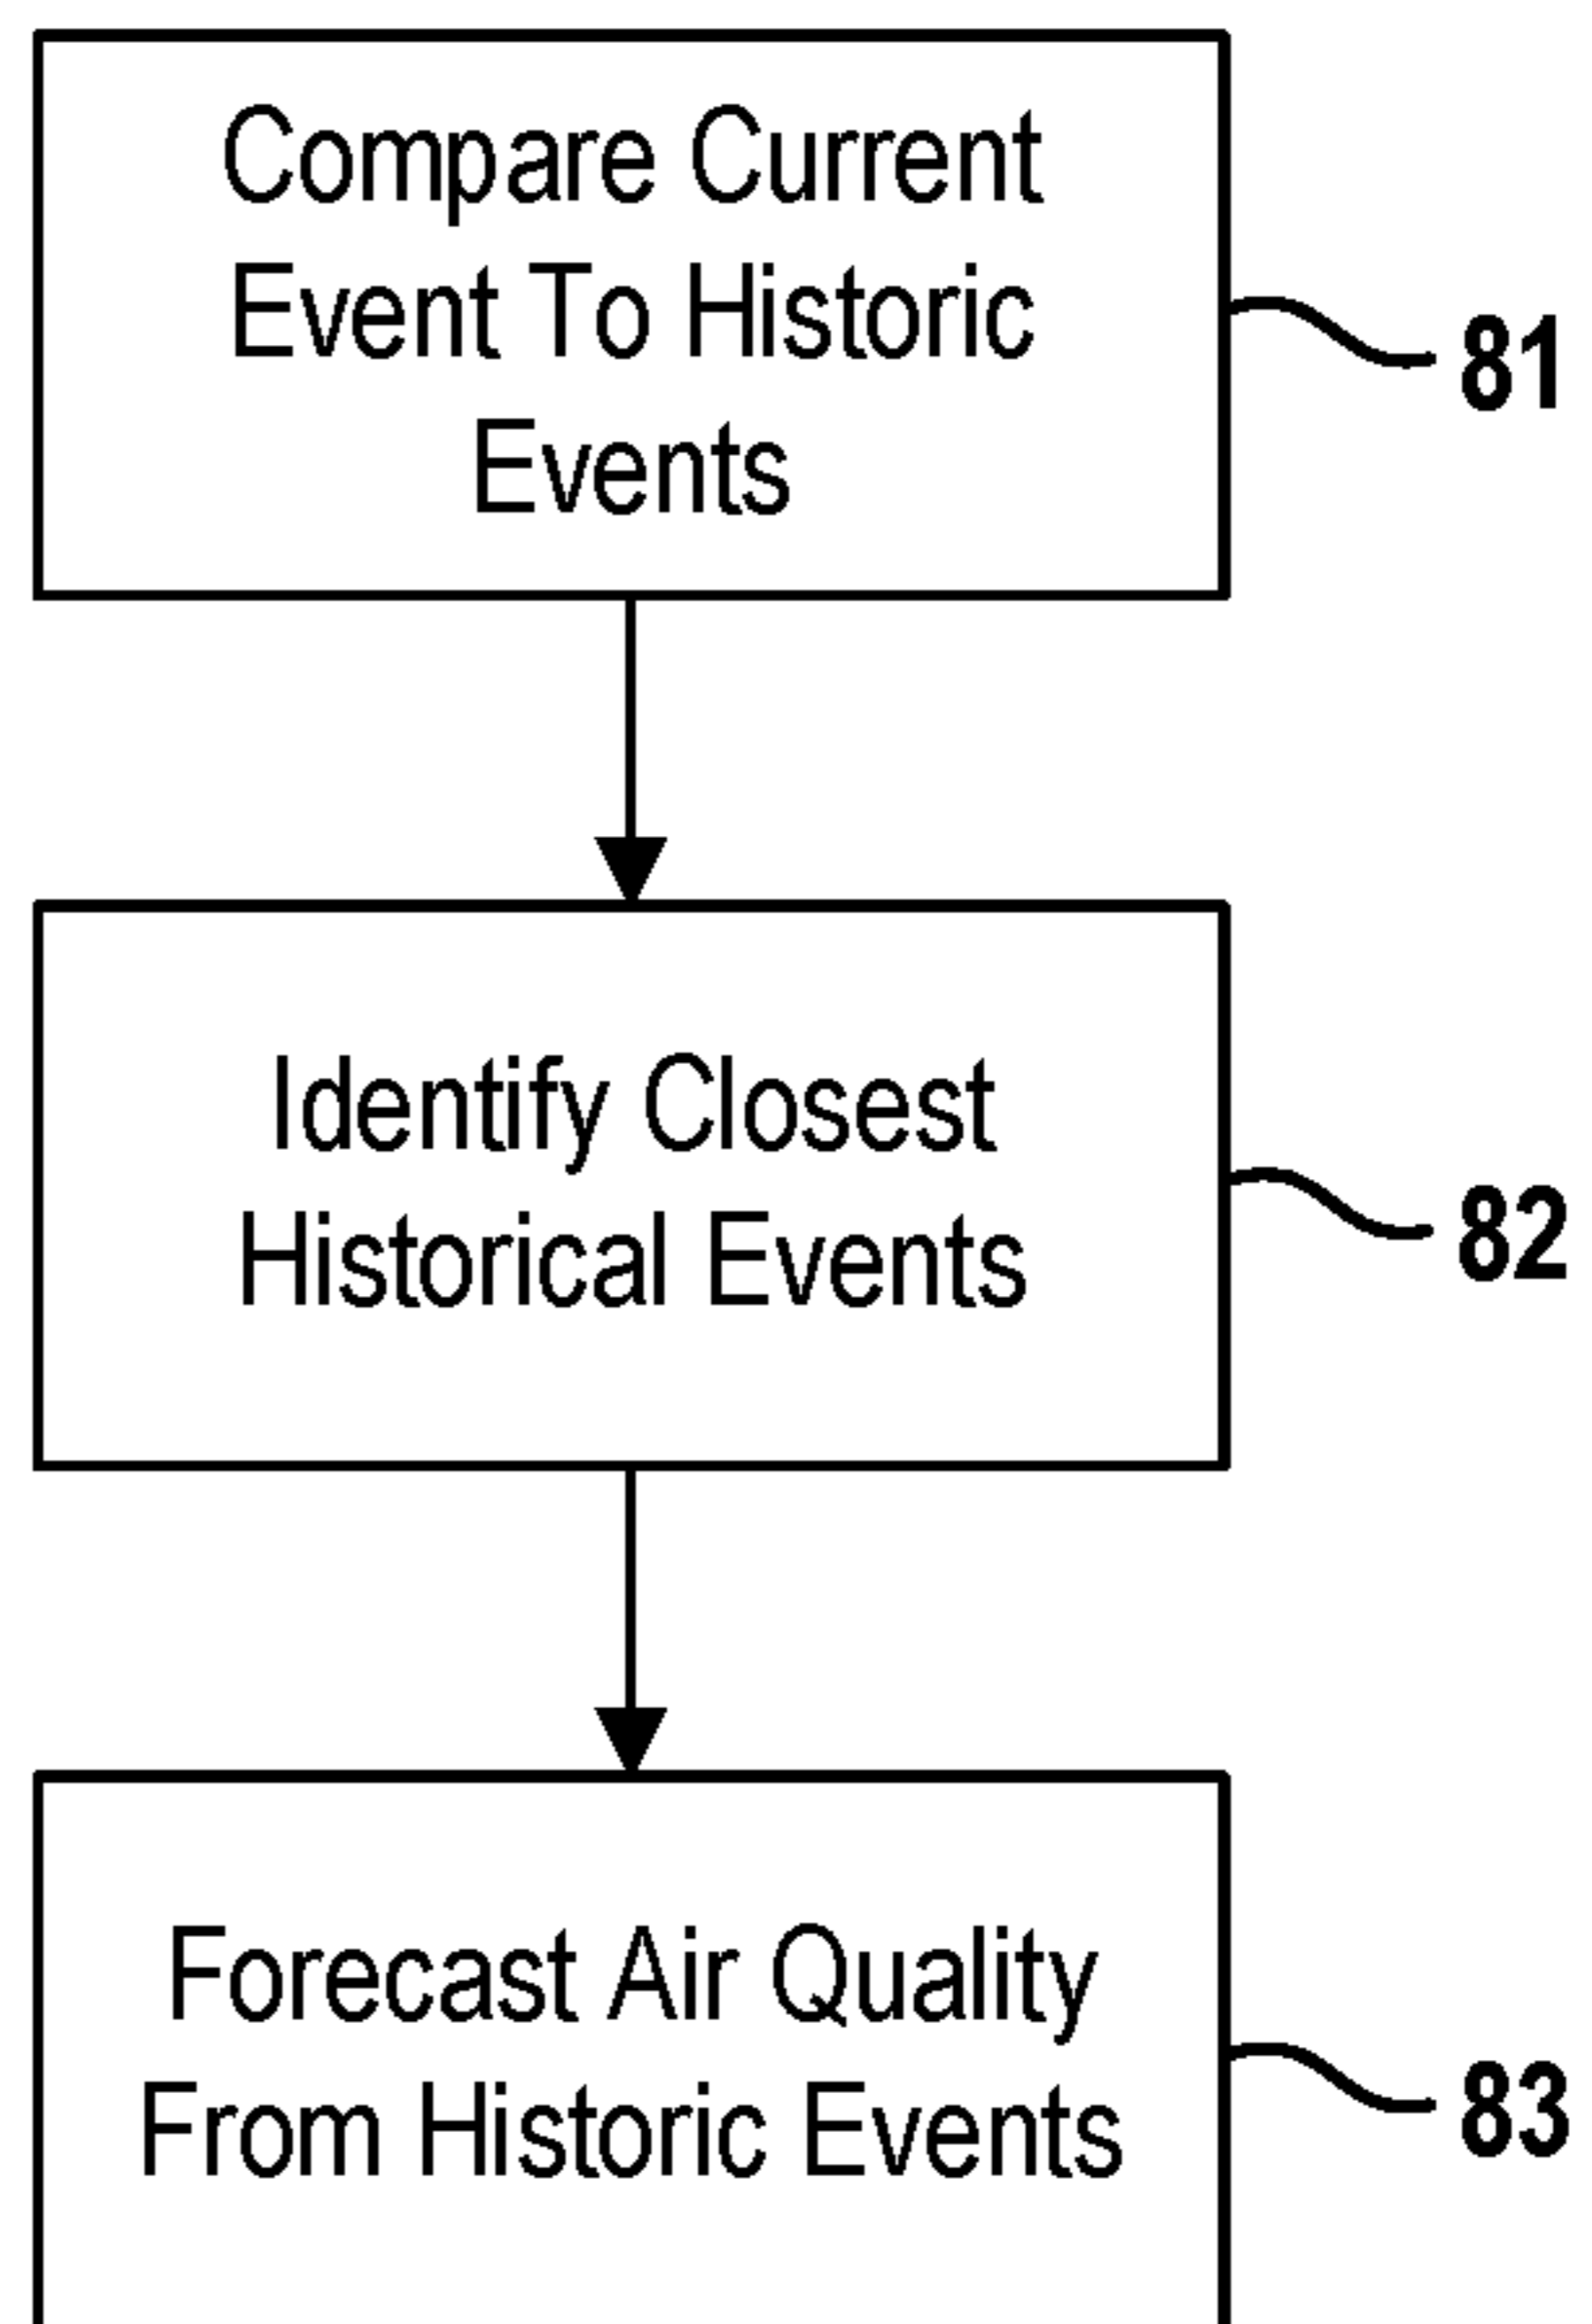 Compare Current
Event To Historic
Events
81
Identify Closest
Historical Events
82
Forecast Air Quality
From Historic Events
83